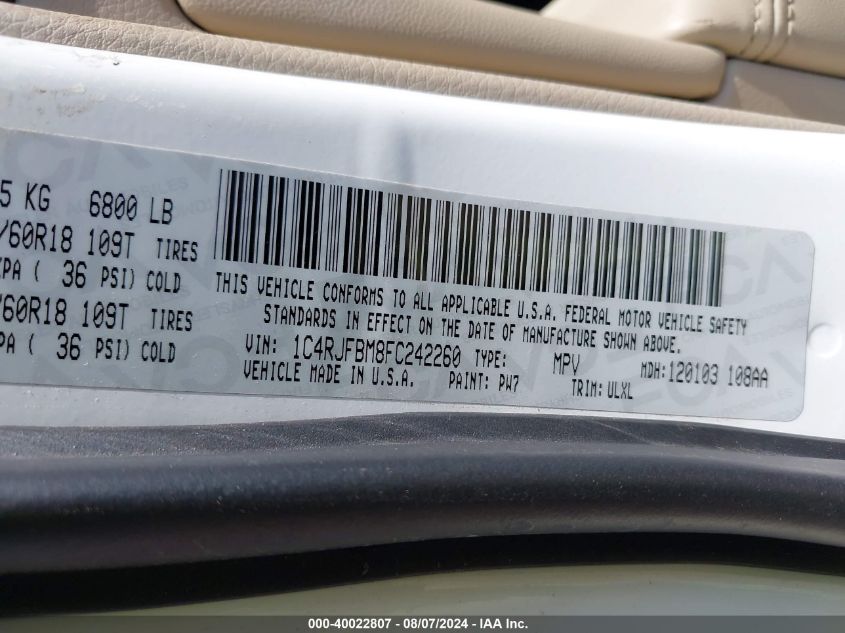 5 KG 6800 LB
/60R18 109T TIRES
KPA ( 36 PSI) COLD
/60R18 109T TIRES
PA ( 36 PSI) COLD
THIS VEHICLE CONFORMS TO ALL APPLICABLE U.S.A. FEDERAL MOTOR VEHICLE SAFETY
STANDARDS IN EFFECT ON THE DATE OF MANUFACTURE SHOWN ABOVE.
VIN: 1C4RJFBM8FC242260 TYPE: MPV MDH:120103 108AA
VEHICLE MADE IN U.S.A. PAINT: PW7 TRIM: ULXL
000-40022807 - 08/07/2024 - IAA Inc.